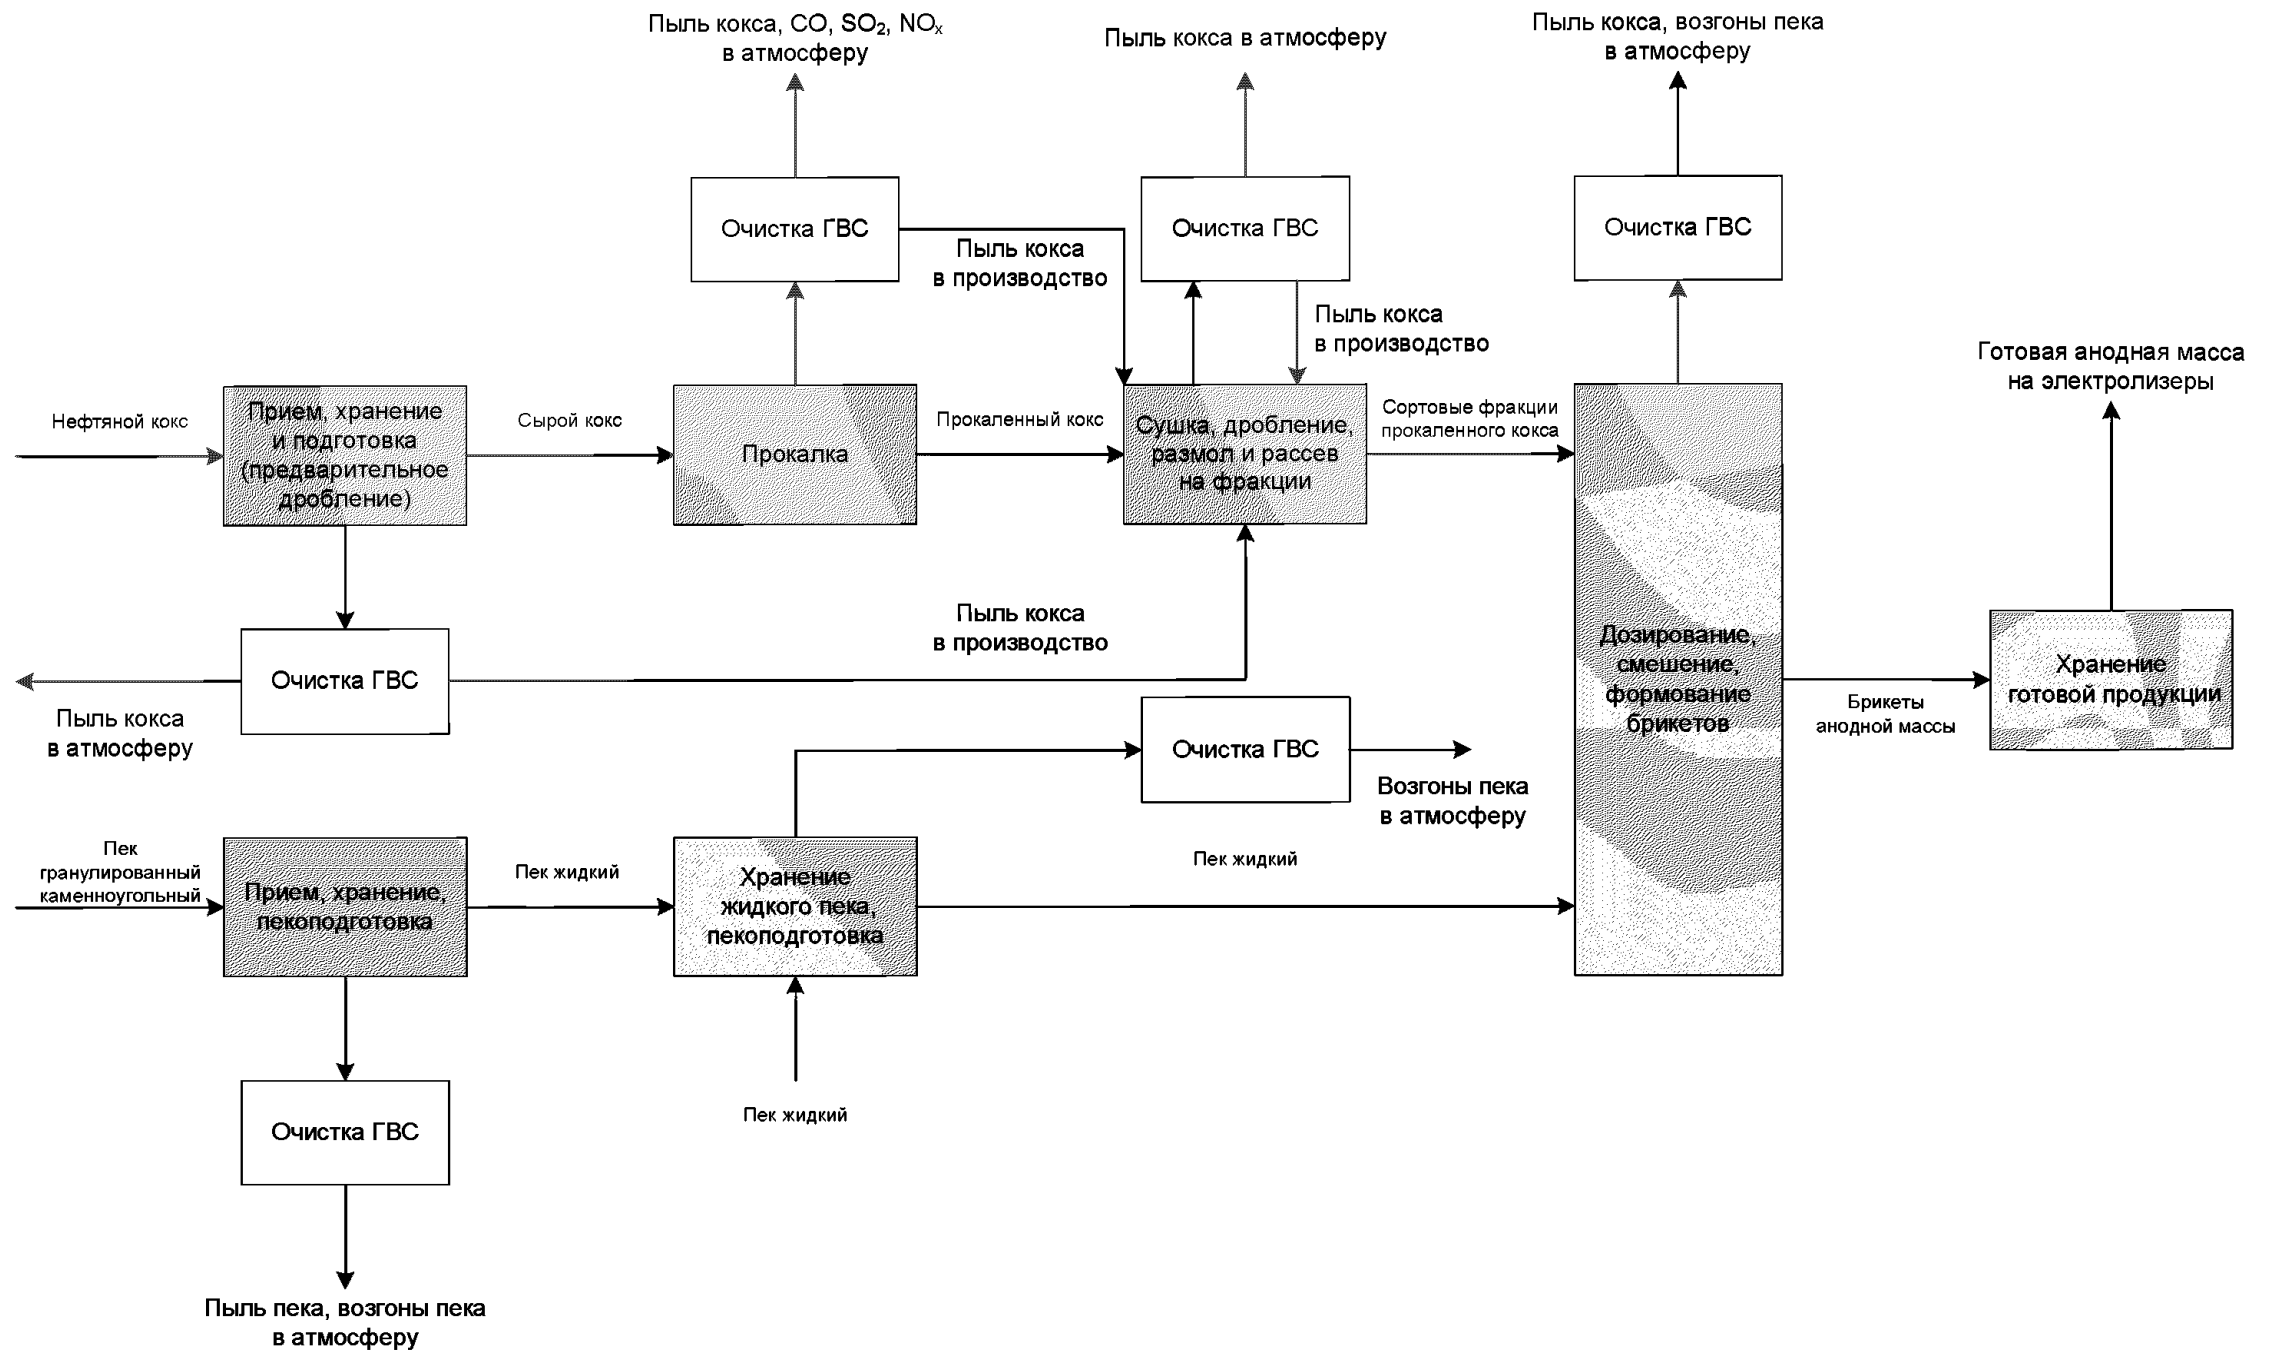 Пыль кокса, CO, SO₂, NOₓ
в атмосферу
Пыль кокса в атмосферу
Пыль кокса, возгоны пека
в атмосферу
Очистка ГВС
Очистка ГВС
Очистка ГВС
Пыль кокса
в производство
Пыль кокса
в производство
Готовая анодная масса
на электролизеры
Нефтяной кокс
Прием, хранение
и подготовка
(предварительное
дробление)
Сырой кокс
Прокалка
Прокаленный кокс
Сушка, дробление,
размол и рассев
на фракции
Сортовые фракции
прокаленного кокса
Пыль кокса
в производство
Очистка ГВС
Пыль кокса
в атмосферу
Дозирование,
смешение,
формование
брикетов
Брикеты
анодной массы
Хранение
готовой продукции
Очистка ГВС
Возгоны пека
в атмосферу
Пек
гранулированный
каменноугольный
Прием, хранение,
пекоподготовка
Пек жидкий
Хранение
жидкого пека,
пекоподготовка
Пек жидкий
Пек жидкий
Очистка ГВС
Пыль пека, возгоны пека
в атмосферу